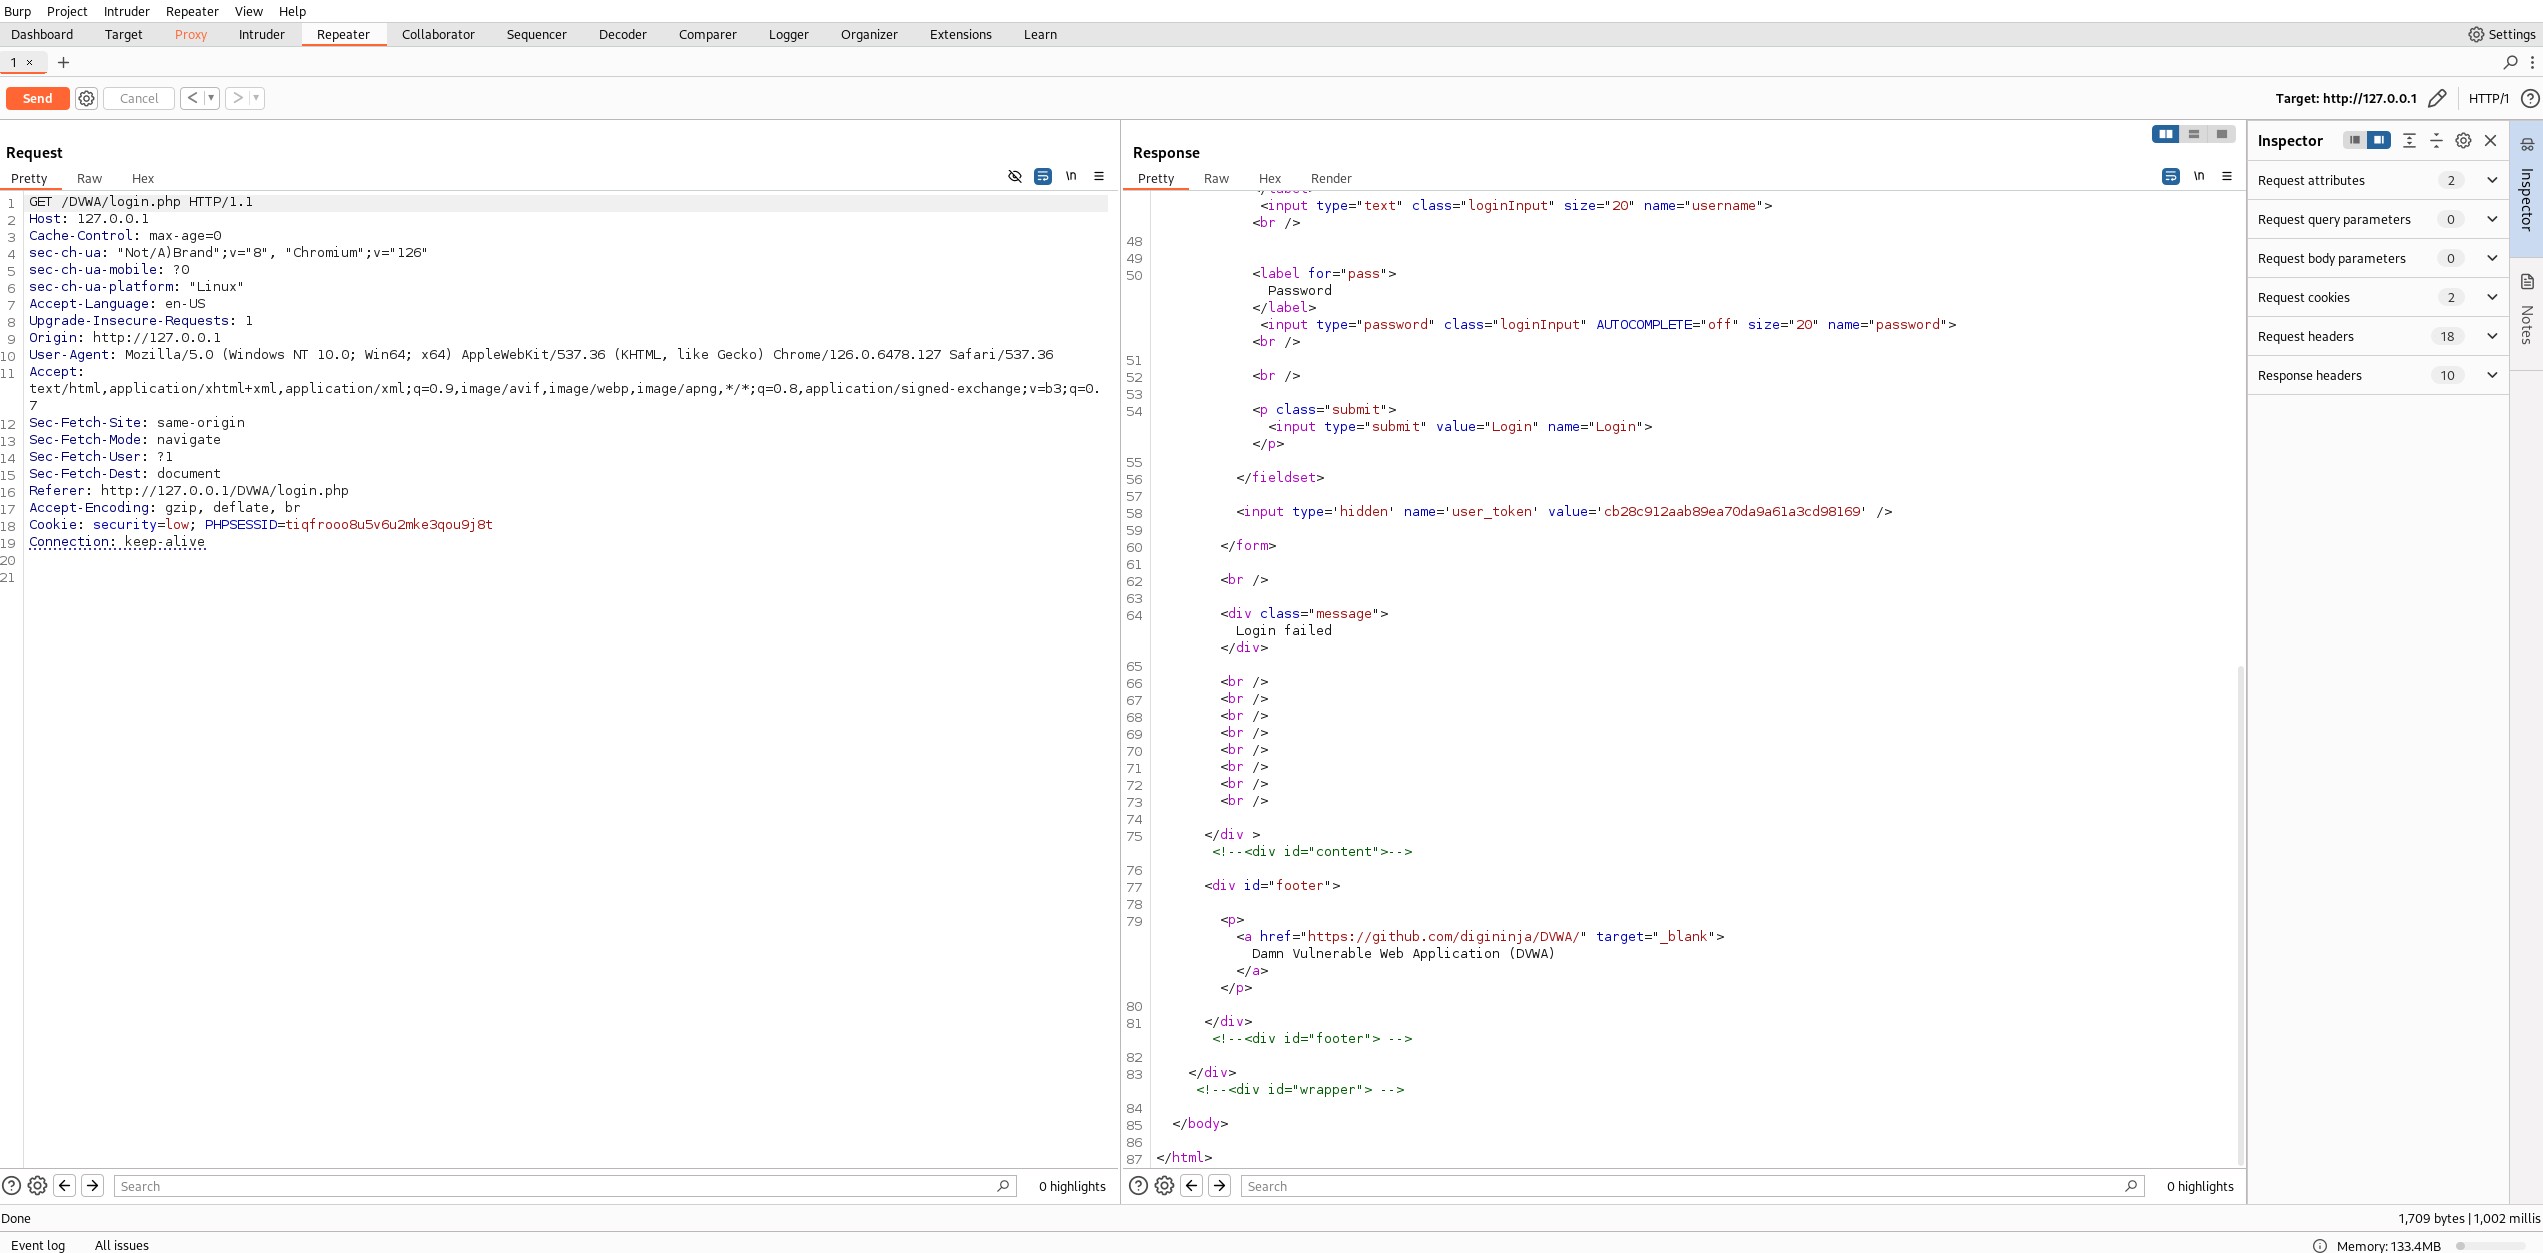 Burp Project Intruder Repeater View Help
Dashboard Target Proxy Intruder Repeater Collaborator Sequencer Decoder Comparer Logger Organizer Extensions Learn Settings
1 × +
Send Cancel < ▾ > ▾ Target: http://127.0.0.1 HTTP/1 ?
Request
Pretty Raw Hex \n
1 GET /DVWA/login.php HTTP/1.1
2 Host: 127.0.0.1
3 Cache-Control: max-age=0
4 sec-ch-ua: "Not/A)Brand";v="8", "Chromium";v="126"
5 sec-ch-ua-mobile: ?0
6 sec-ch-ua-platform: "Linux"
7 Accept-Language: en-US
8 Upgrade-Insecure-Requests: 1
9 Origin: http://127.0.0.1
10 User-Agent: Mozilla/5.0 (Windows NT 10.0; Win64; x64) AppleWebKit/537.36 (KHTML, like Gecko) Chrome/126.0.6478.127 Safari/537.36
11 Accept:
text/html,application/xhtml+xml,application/xml;q=0.9,image/avif,image/webp,image/apng,*/*;q=0.8,application/signed-exchange;v=b3;q=0.
7
12 Sec-Fetch-Site: same-origin
13 Sec-Fetch-Mode: navigate
14 Sec-Fetch-User: ?1
15 Sec-Fetch-Dest: document
16 Referer: http://127.0.0.1/DVWA/login.php
17 Accept-Encoding: gzip, deflate, br
18 Cookie: security=low; PHPSESSID=tiqfrooo8u5v6u2mke3qou9j8t
19 Connection: keep-alive
20
21
? Search 0 highlights
Response
Pretty Raw Hex Render \n
</label>
<input type="text" class="loginInput" size="20" name="username">
<br />
48
49
50 <label for="pass">
Password
</label>
<input type="password" class="loginInput" AUTOCOMPLETE="off" size="20" name="password">
<br />
51
52 <br />
53
54 <p class="submit">
<input type="submit" value="Login" name="Login">
</p>
55
56 </fieldset>
57
58 <input type='hidden' name='user_token' value='cb28c912aab89ea70da9a61a3cd98169' />
59
60 </form>
61
62 <br />
63
64 <div class="message">
Login failed
</div>
65
66 <br />
67 <br />
68 <br />
69 <br />
70 <br />
71 <br />
72 <br />
73 <br />
74
75 </div >
<!--<div id="content">-->
76
77 <div id="footer">
78
79 <p>
<a href="https://github.com/digininja/DVWA/" target="_blank">
Damn Vulnerable Web Application (DVWA)
</a>
</p>
80
81 </div>
<!--<div id="footer"> -->
82
83 </div>
<!--<div id="wrapper"> -->
84
85 </body>
86
87 </html>
? Search 0 highlights
Inspector
Request attributes 2
Request query parameters 0
Request body parameters 0
Request cookies 2
Request headers 18
Response headers 10
Inspector
Notes
Done 1,709 bytes | 1,002 millis
Event log All issues Memory: 133.4MB